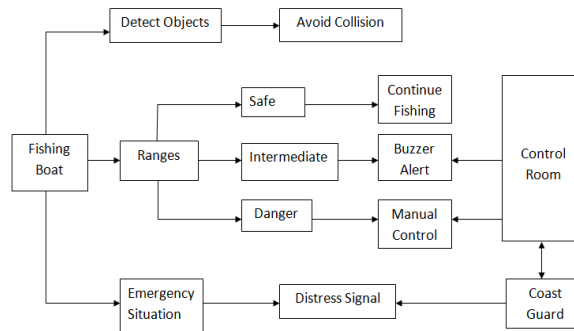 Detect Objects
Avoid Collision
Safe
Continue
Fishing
Fishing
Boat
Ranges
Intermediate
Buzzer
Alert
Control
Room
Danger
Manual
Control
Emergency
Situation
Distress Signal
Coast
Guard